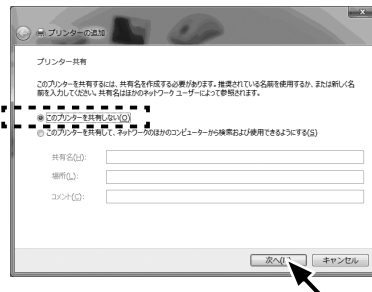 プリンターの追加
プリンター共有
このプリンターを共有するには、共有名を作成する必要があります。推奨されている名前を使用するか、または新しく名
前を入力してください。共有名はほかのネットワーク ユーザーによって参照されます。
このプリンターを共有しない(O)
このプリンターを共有して、ネットワークのほかのコンピューターから検索および使用できるようにする(S)
共有名(H):
場所(L):
コメント(C):
次へ(
キャンセル